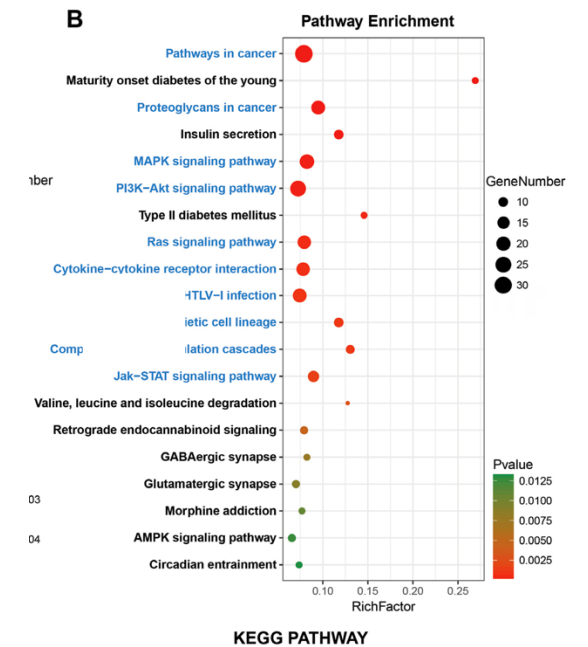 B
Pathway Enrichment
Pathways in cancer
Maturity onset diabetes of the young
Proteoglycans in cancer
Insulin secretion
MAPK signaling pathway
PI3K−Akt signaling pathway
Type II diabetes mellitus
Ras signaling pathway
Cytokine−cytokine receptor interaction
HTLV−I infection
cell lineage
cascades
Jak−STAT signaling pathway
Valine, leucine and isoleucine degradation
Retrograde endocannabinoid signaling
GABAergic synapse
Glutamatergic synapse
Morphine addiction
AMPK signaling pathway
Circadian entrainment
0.10 0.15 0.20 0.25
RichFactor
GeneNumber
10
15
20
25
30
Pvalue
0.0125
0.0100
0.0075
0.0050
0.0025
KEGG PATHWAY